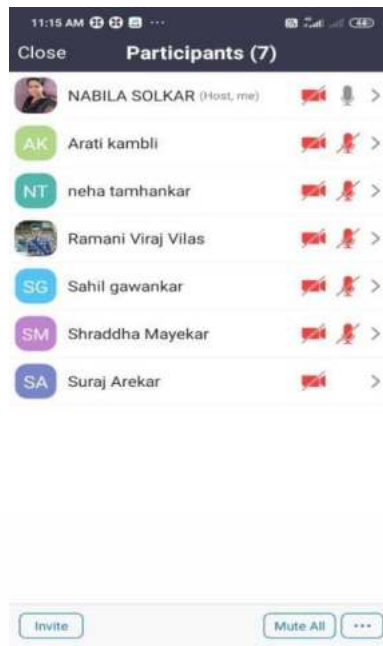 11:15 AM ... 44
Close Participants (7)
NABILA SOLKAR (Host, me)
AK Arati kambli
NT neha tamhankar
Ramani Viraj Vilas
SG Sahil gawankar
SM Shraddha Mayekar
SA Suraj Arekar
Invite Mute All ...